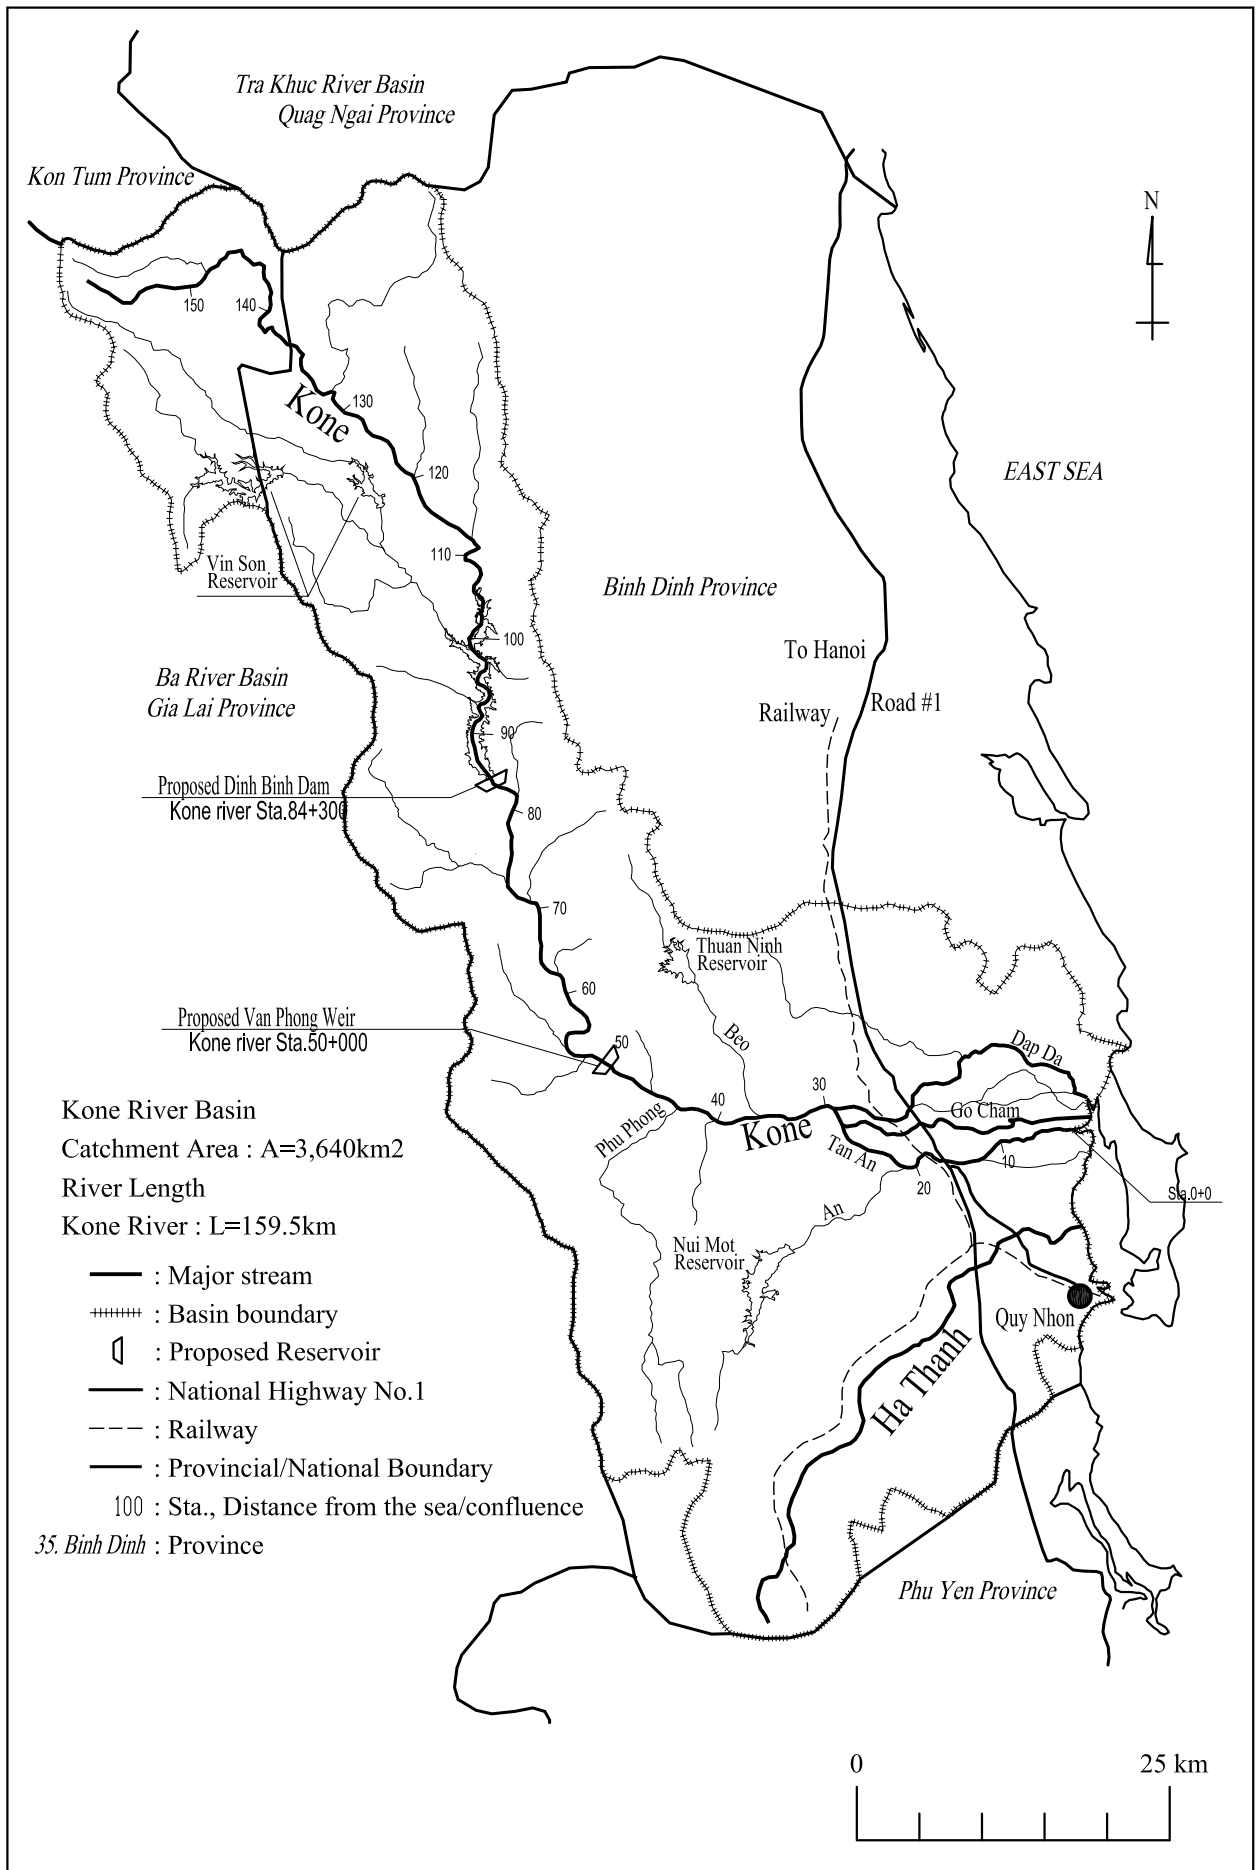 Tra Khuc River Basin
Quag Ngai Province
Kon Tum Province
N
150
140
Kone
130
120
EAST SEA
110
Vin Son
Reservoir
Binh Dinh Province
100
To Hanoi
Ba River Basin
Gia Lai Province
Road #1
Railway
90
Proposed Dinh Binh Dam
Kone river Sta.84+300
80
70
Thuan Ninh
Reservoir
60
Proposed Van Phong Weir
Kone river Sta.50+000
50
Beo
Dap Da
30
40
Go Cham
Phu Phong
Kone
Tan An
10
20
Sta.0+0
An
Nui Mot
Reservoir
Quy Nhon
Ha Thanh
Kone River Basin
Catchment Area : A=3,640km2
River Length
Kone River : L=159.5km
: Major stream
: Basin boundary
: Proposed Reservoir
: National Highway No.1
: Railway
: Provincial/National Boundary
100 : Sta., Distance from the sea/confluence
35. Binh Dinh : Province
Phu Yen Province
0 25 km